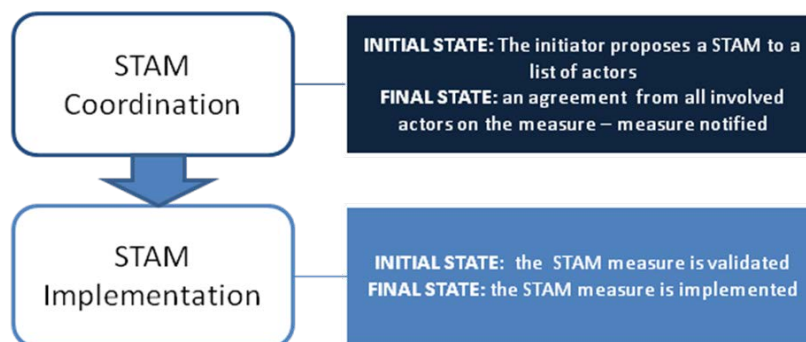 STAM
Coordination
INITIAL STATE: The initiator proposes a STAM to a
list of actors
FINAL STATE: an agreement from all involved
actors on the measure – measure notified
STAM
Implementation
INITIAL STATE: the STAM measure is validated
FINAL STATE: the STAM measure is implemented